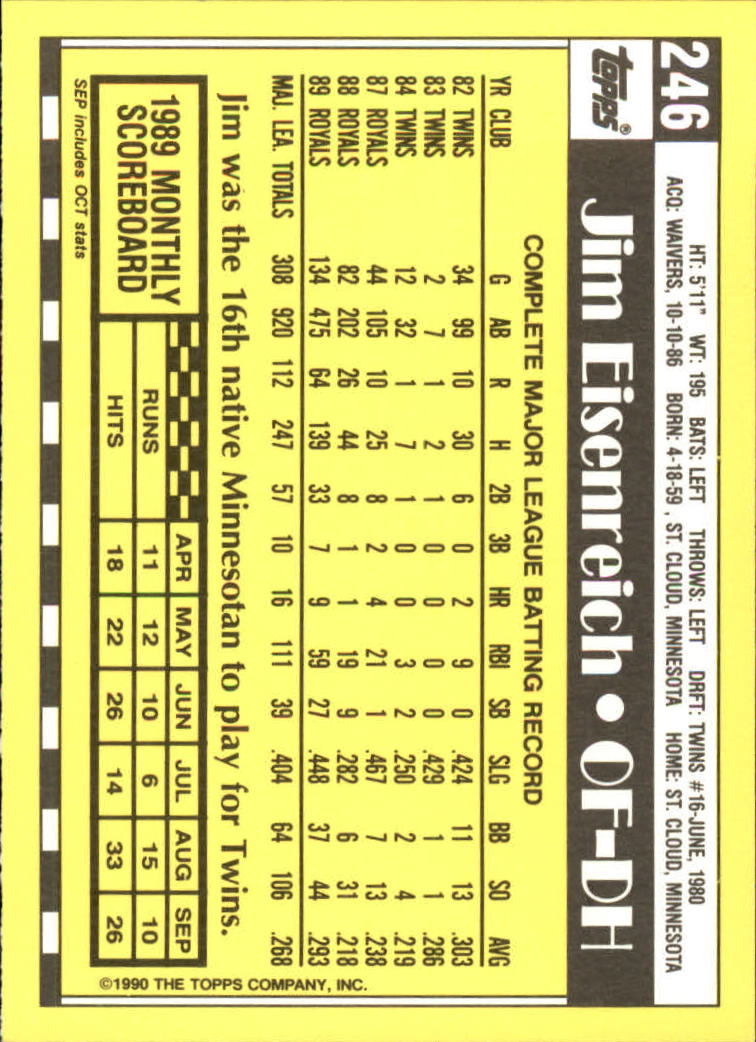 246
HT: 5'11" WT: 195 BATS: LEFT THROWS: LEFT DRFT: TWINS #16-JUNE, 1980
ACQ: WAIVERS, 10-10-86 BORN: 4-18-59, ST. CLOUD, MINNESOTA HOME: ST. CLOUD, MINNESOTA
TOPPS® Jim Eisenreich • OF-DH
COMPLETE MAJOR LEAGUE BATTING RECORD
YR CLUB G AB R H 2B 3B HR RBI SB SLG BB SO AVG
82 TWINS 34 99 10 30 6 0 2 9 0 .424 11 13 .303
83 TWINS 2 7 1 2 1 0 0 0 0 .429 1 1 .286
84 TWINS 12 32 1 7 1 0 0 3 2 .250 2 4 .219
87 ROYALS 44 105 10 25 8 2 4 21 1 .467 7 13 .238
88 ROYALS 82 202 26 44 8 1 1 19 9 .282 6 31 .218
89 ROYALS 134 475 64 139 33 7 9 59 27 .448 37 44 .293
MAJ. LEA. TOTALS 308 920 112 247 57 10 16 111 39 .404 64 106 .268
Jim was the 16th native Minnesotan to play for Twins.
1989 MONTHLY
SCOREBOARD
APR MAY JUN JUL AUG SEP
RUNS 11 12 10 6 15 10
HITS 18 22 26 14 33 26
SEP includes OCT stats
©1990 THE TOPPS COMPANY, INC.